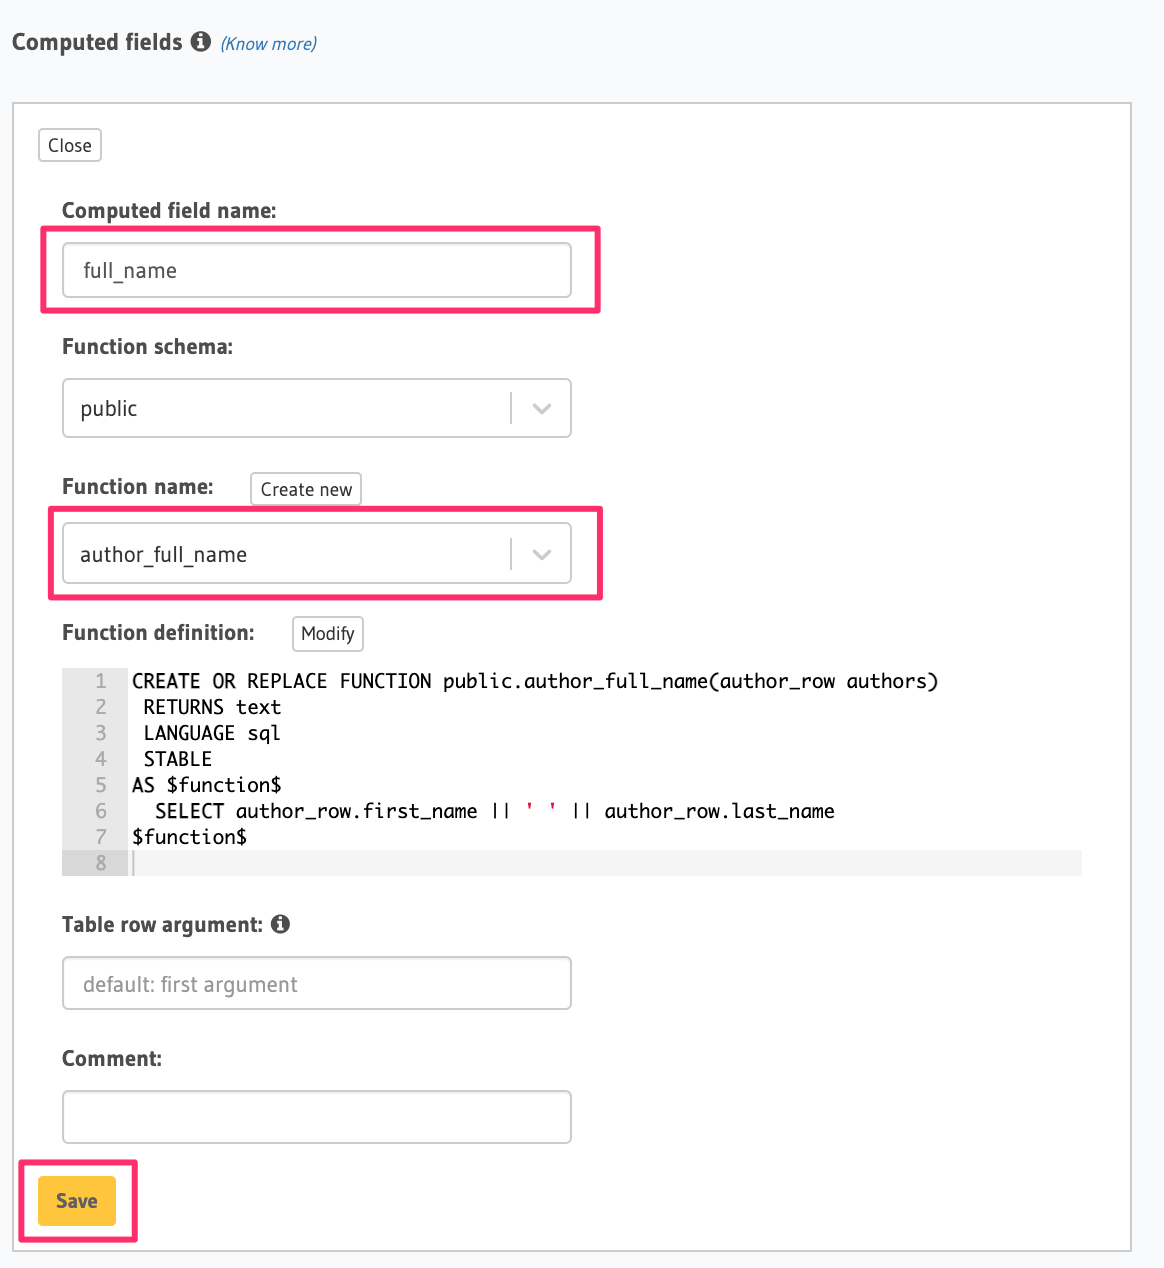 Computed fields (Know more)
Close
Computed field name:
full_name
Function schema:
public
Function name: Create new
author_full_name
Function definition: Modify
1 CREATE OR REPLACE FUNCTION public.author_full_name(author_row authors)
2 RETURNS text
3 LANGUAGE sql
4 STABLE
5 AS $function$
6 SELECT author_row.first_name || ' ' || author_row.last_name
7 $function$
8
Table row argument:
default: first argument
Comment:
Save